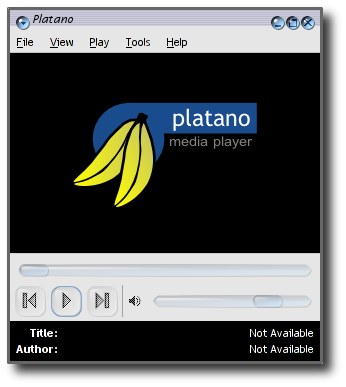 Platano
File View Play Tools Help
platano
media player
Title: Not Available
Author: Not Available